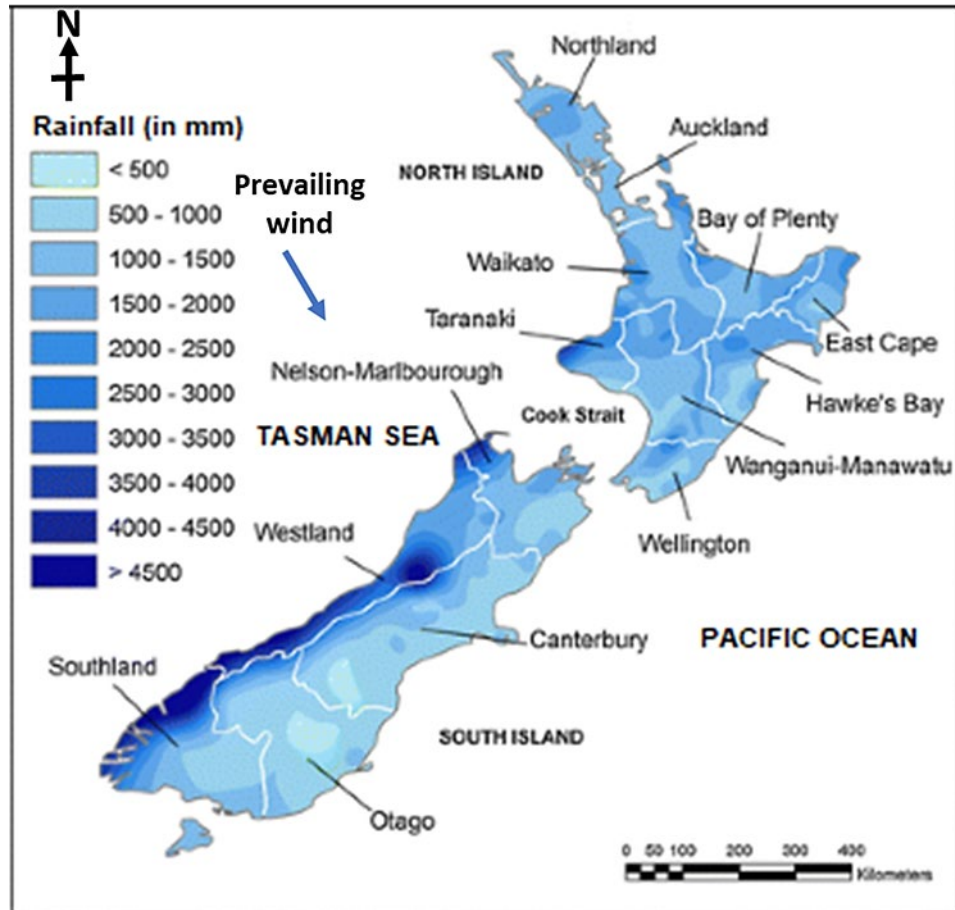 N
Rainfall (in mm)
< 500
500 - 1000
1000 - 1500
1500 - 2000
2000 - 2500
2500 - 3000
3000 - 3500
3500 - 4000
4000 - 4500
> 4500
Prevailing
wind
Northland
Auckland
NORTH ISLAND
Bay of Plenty
Waikato
Taranaki
East Cape
Nelson-Marlbourough
Hawke's Bay
Cook Strait
TASMAN SEA
Wanganui-Manawatu
Westland
Wellington
Canterbury
PACIFIC OCEAN
Southland
SOUTH ISLAND
Otago
0 50 100 200 300 400
Kilometers